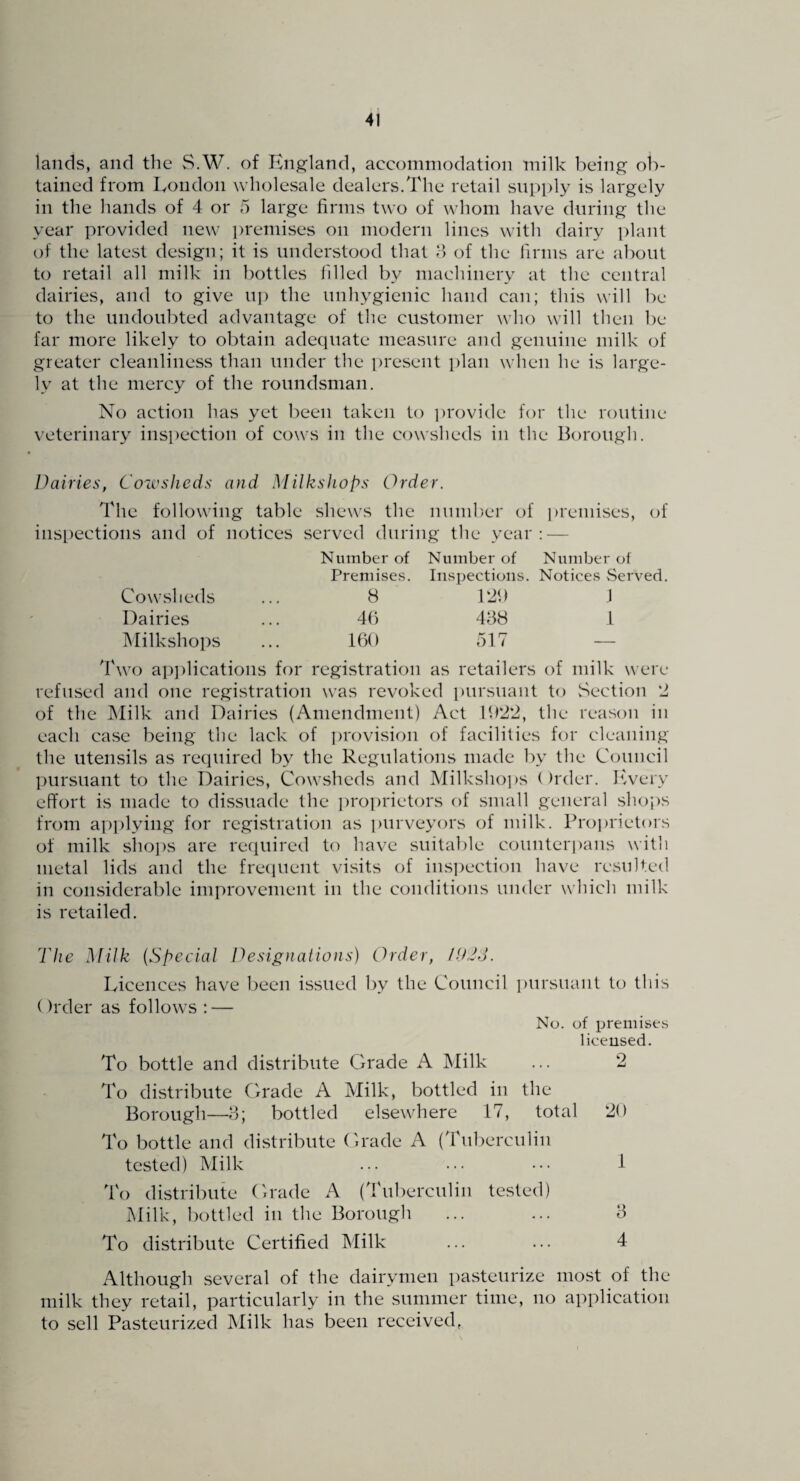 41
lands, and the S.W. of England, accommodation milk being ob-
tained from London wholesale dealers.The retail supply is largely
in the hands of 4 or 5 large firms two of whom have during the
year provided new premises on modern lines with dairy plant
of the latest design; it is understood that 3 of the firms are about
to retail all milk in bottles filled by machinery at the central
dairies, and to give up the unhygienic hand can; this will be
to the undoubted advantage of the customer who will then be
far more likely to obtain adequate measure and genuine milk of
greater cleanliness than under the present plan when he is large-
ly at the mercy of the roundsman.
No action has yet been taken to provide for the routine
veterinary inspection of cows in the cowsheds in the Borough.
Dairies, Cowsheds and Milkshops Order.
The following table shews the number of premises, of
inspections and of notices served during the year : —
Number of Number of Number of
Premises. Inspections. Notices Served.
Cowsheds ... 8 129 1
Dairies ... 46 438 1
Milkshops ... 160 517 —
Two applications for registration as retailers of milk were
refused and one registration was revoked pursuant to Section 2
of the Milk and Dairies (Amendment) Act 1922, the reason in
each case being the lack of provision of facilities for cleaning
the utensils as required by the Regulations made by the Council
pursuant to the Dairies, Cowsheds and Milkshops Order. Every
effort is made to dissuade the proprietors of small general shops
from applying for registration as purveyors of milk. Proprietors
of milk shops are required to have suitable counterpans with
metal lids and the frequent visits of inspection have resulted
in considerable improvement in the conditions under which milk
is retailed.
The Milk (Special Designations) Order, 1923.
Licences have been issued by the Council pursuant to this
Order as follows : —
No. of premises
licensed.
To bottle and distribute Grade A Milk ... 2
To distribute Grade A Milk, bottled in the
Borough—3; bottled elsewhere 17, total 20
To bottle and distribute Grade A (Tuberculin
tested) Milk ... ... ... 1
To distribute Grade A (Tuberculin tested)
Milk, bottled in the Borough ... ... 3
To distribute Certified Milk ... ... 4
Although several of the dairymen pasteurize most of the
milk they retail, particularly in the summer time, no application
to sell Pasteurized Milk has been received.